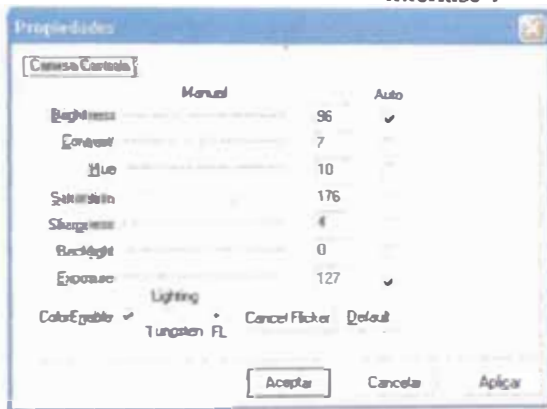 Propiedades
Camera Controls
Manual Auto
Brightness 96
Contrast 7
Hue 10
Saturation 176
Sharpness 4
Backlight 0
Exposure 127
Lighting
ColorEnable Tungsten FL Cancel Flicker Default
Aceptar Cancelar Aplicar